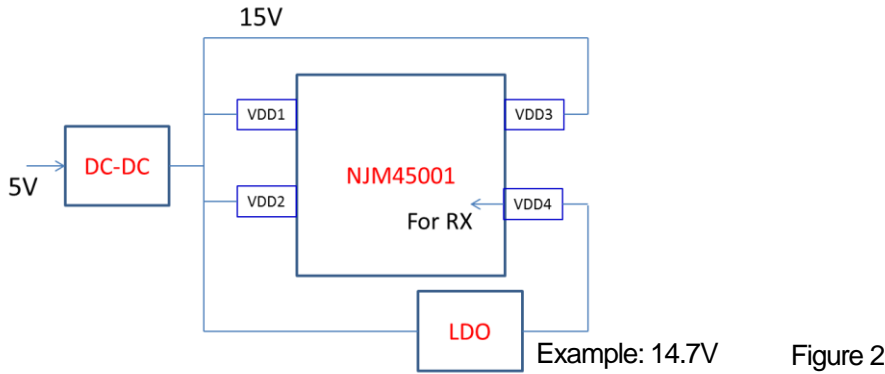 15V
VDD1
VDD3
DC-DC
5V
NJM45001
VDD2
VDD4
For RX
LDO
Example: 14.7V
Figure 2